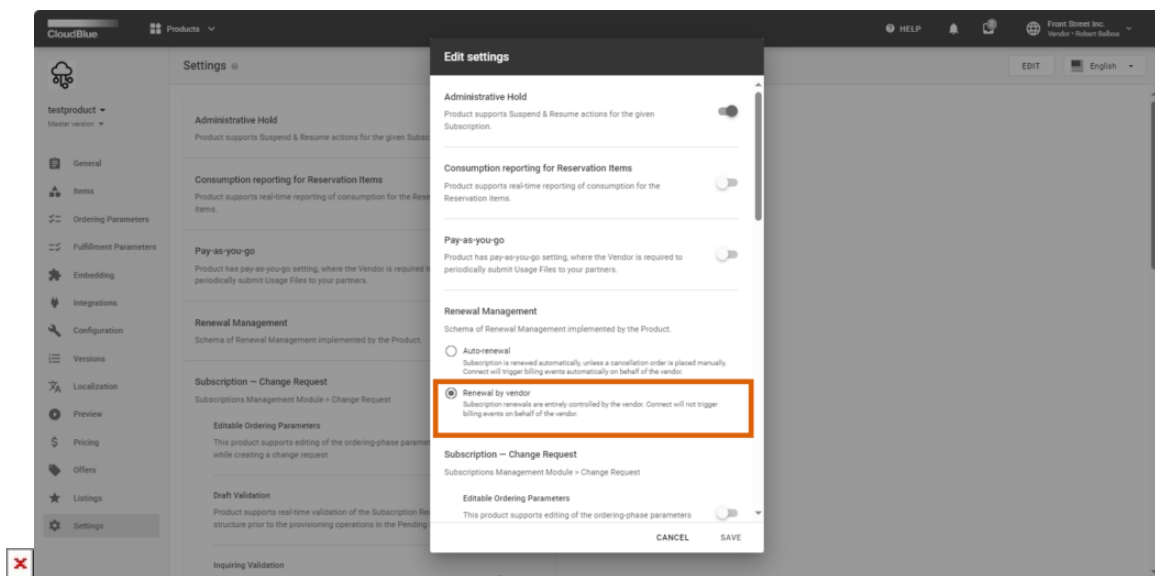 CloudBlue
Products
HELP
Front Street Inc.
Vendor • Robert Balboa
testproduct
Master version
General
Items
Ordering Parameters
Fulfillment Parameters
Embedding
Integrations
Configuration
Versions
Localization
Preview
Pricing
Offers
Listings
Settings
Settings
EDIT
English
Administrative Hold
Product supports Suspend & Resume actions for the given Subsc
Consumption reporting for Reservation Items
Product supports real-time reporting of consumption for the Rese
items.
Pay-as-you-go
Product has pay-as-you-go setting, where the Vendor is required t
periodically submit Usage Files to your partners.
Renewal Management
Schema of Renewal Management implemented by the Product.
Subscription — Change Request
Subscriptions Management Module > Change Request
Editable Ordering Parameters
This product supports editing of the ordering-phase paramet
while creating a change request
Draft Validation
Product supports real-time validation of the Subscription Re
structure prior to the provisioning operations in the Pending
Inquiring Validation
Edit settings
Administrative Hold
Product supports Suspend & Resume actions for the given
Subscription.
Consumption reporting for Reservation Items
Product supports real-time reporting of consumption for the
Reservation items.
Pay-as-you-go
Product has pay-as-you-go setting, where the Vendor is required to
periodically submit Usage Files to your partners.
Renewal Management
Schema of Renewal Management implemented by the Product.
Auto-renewal
Subscription is renewed automatically, unless a cancellation order is placed manually.
Connect will trigger billing events automatically on behalf of the vendor.
Renewal by vendor
Subscription renewals are entirely controlled by the vendor. Connect will not trigger
billing events on behalf of the vendor.
Subscription — Change Request
Subscriptions Management Module > Change Request
Editable Ordering Parameters
This product supports editing of the ordering-phase parameters
CANCEL
SAVE